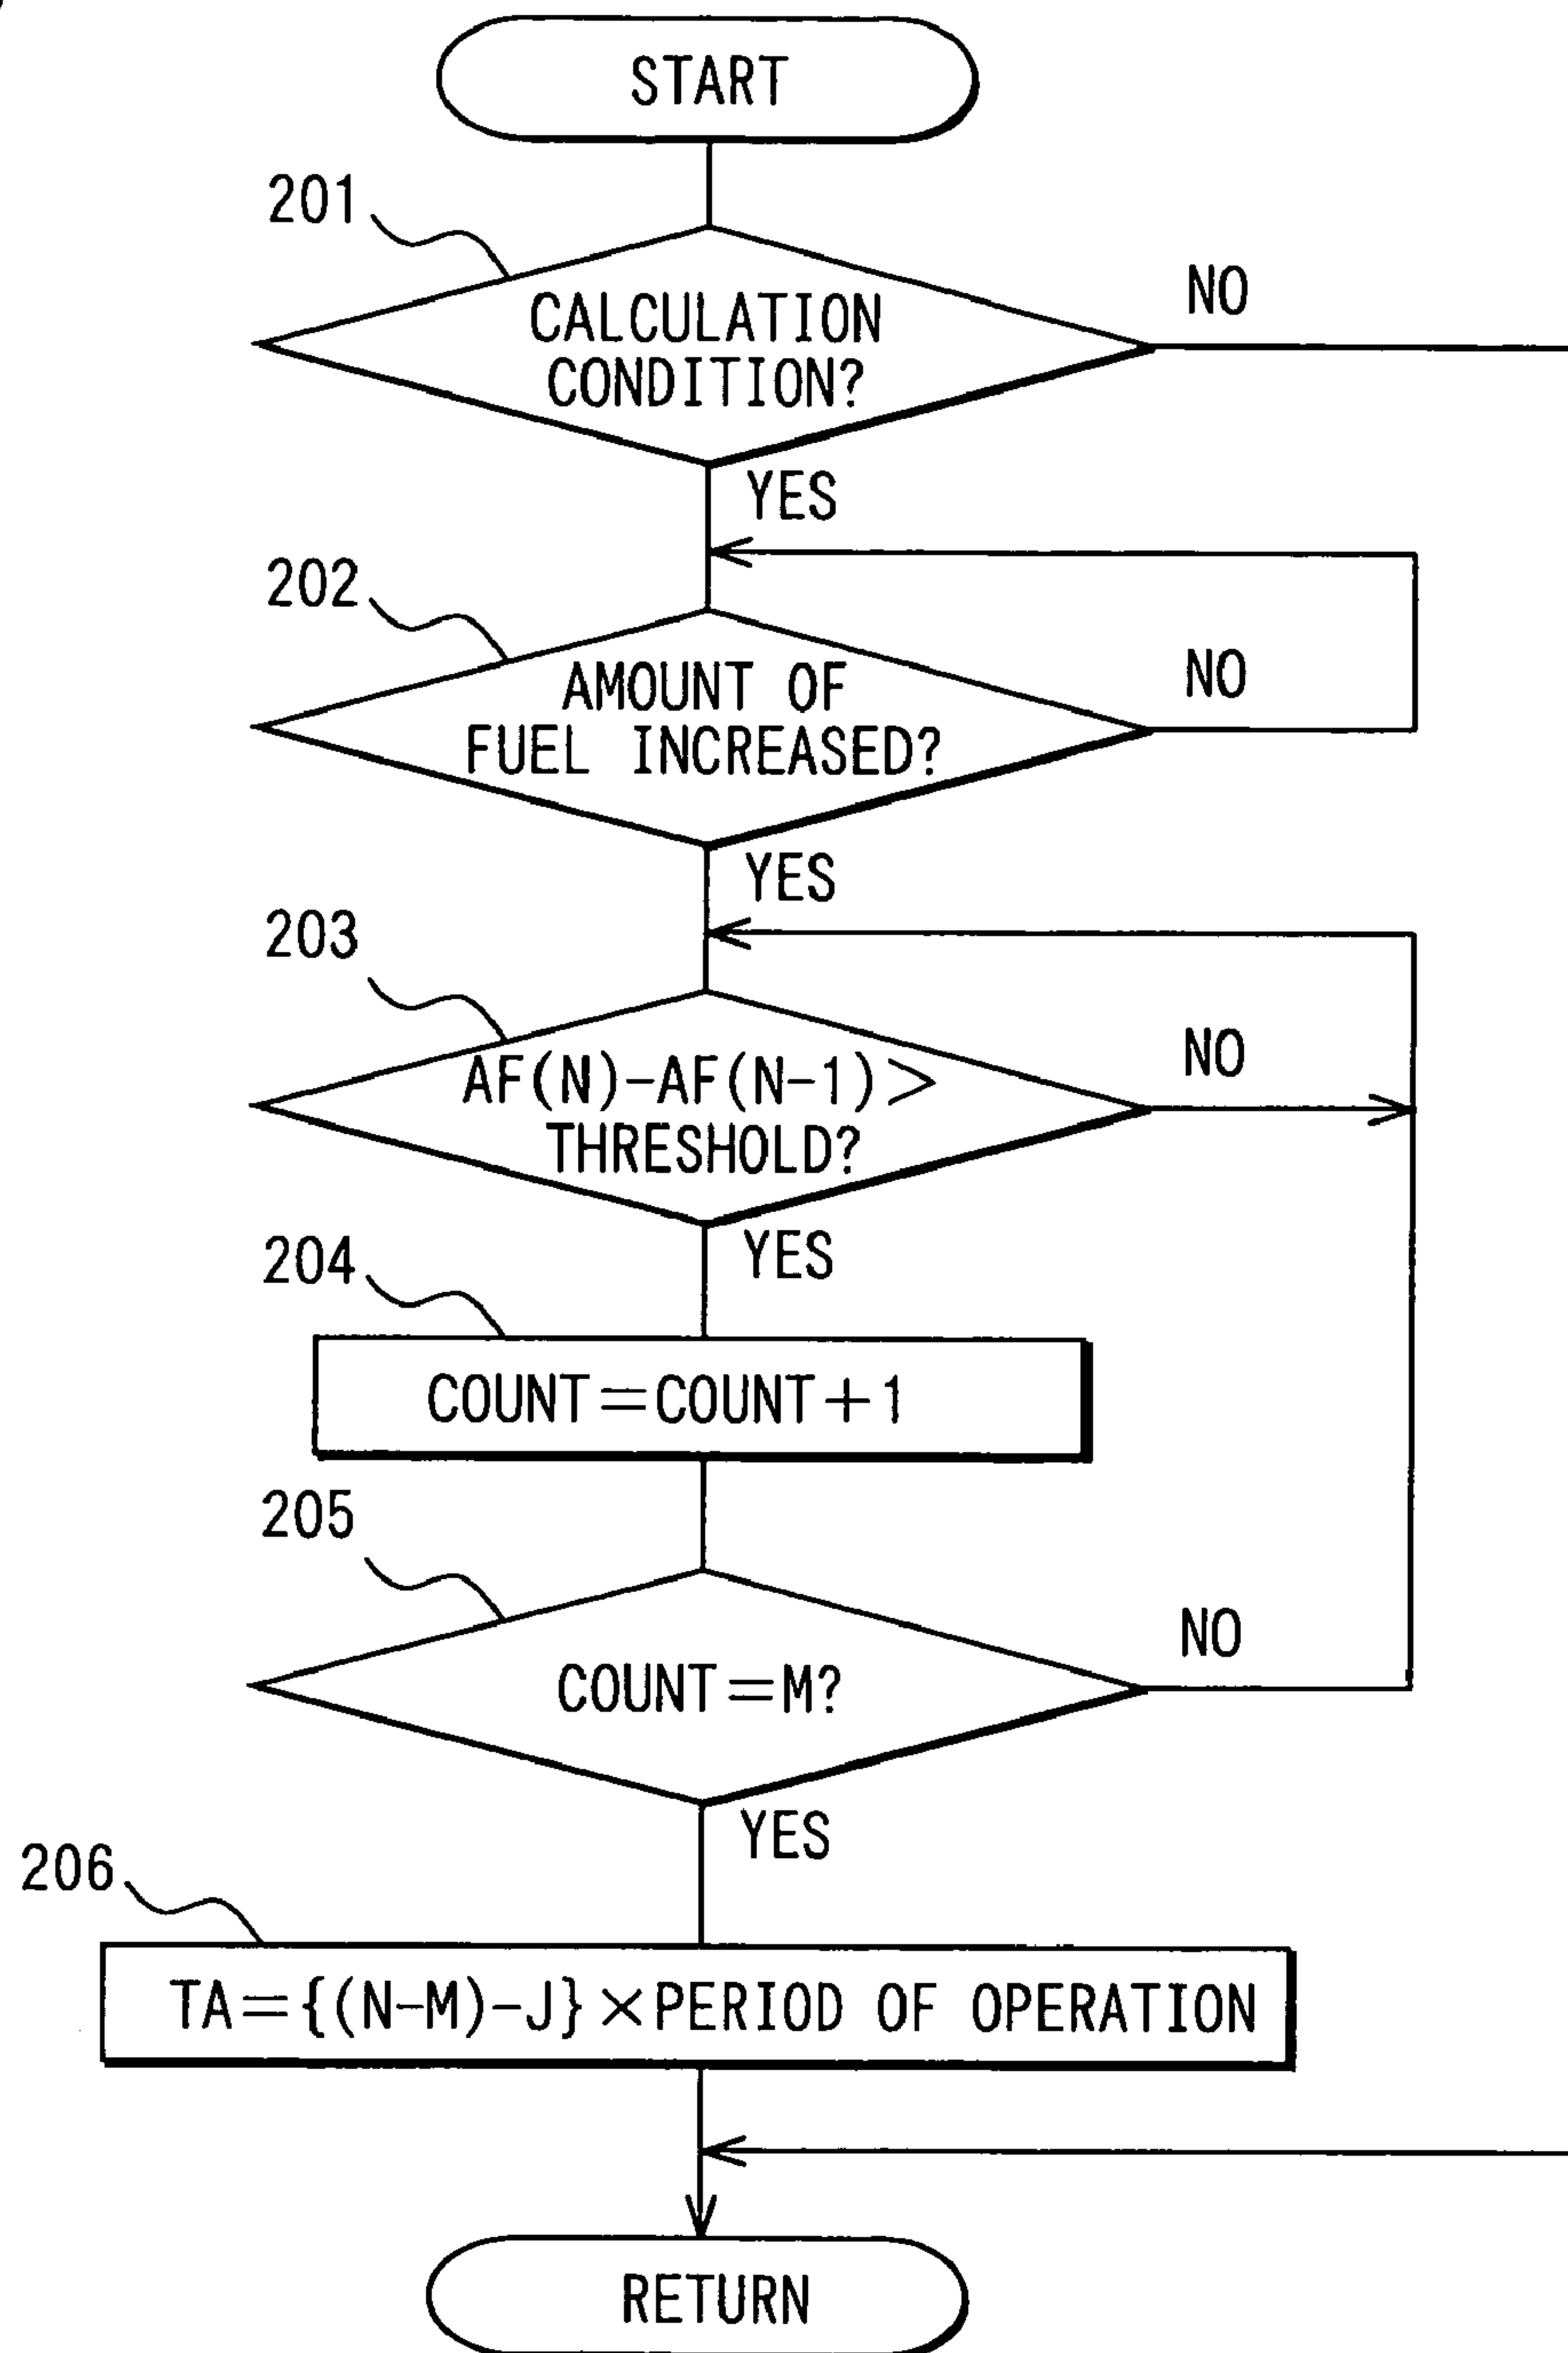 START
201
CALCULATION
CONDITION?
NO
YES
202
AMOUNT OF
FUEL INCREASED?
NO
YES
203
AF(N)-AF(N-1)>
THRESHOLD?
NO
YES
204
COUNT=COUNT+1
205
COUNT=M?
NO
YES
206
TA={(N-M)-J}×PERIOD OF OPERATION
RETURN